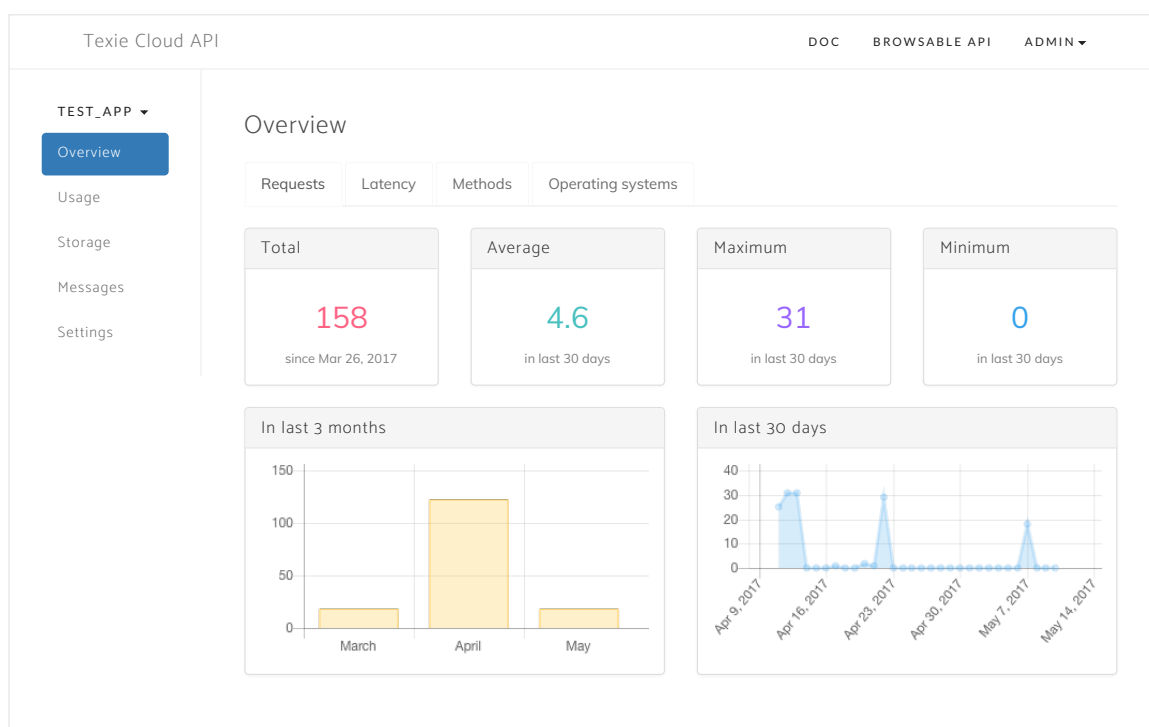 Texie Cloud API
DOC BROWSABLE API ADMIN
TEST_APP
Overview
Usage
Storage
Messages
Settings
Overview
Requests Latency Methods Operating systems
Total
158
since Mar 26, 2017
Average
4.6
in last 30 days
Maximum
31
in last 30 days
Minimum
0
in last 30 days
In last 3 months
150
100
50
0
March April May
In last 30 days
40
30
20
10
0
Apr 9, 2017 Apr 16, 2017 Apr 23, 2017 Apr 30, 2017 May 7, 2017 May 14, 2017